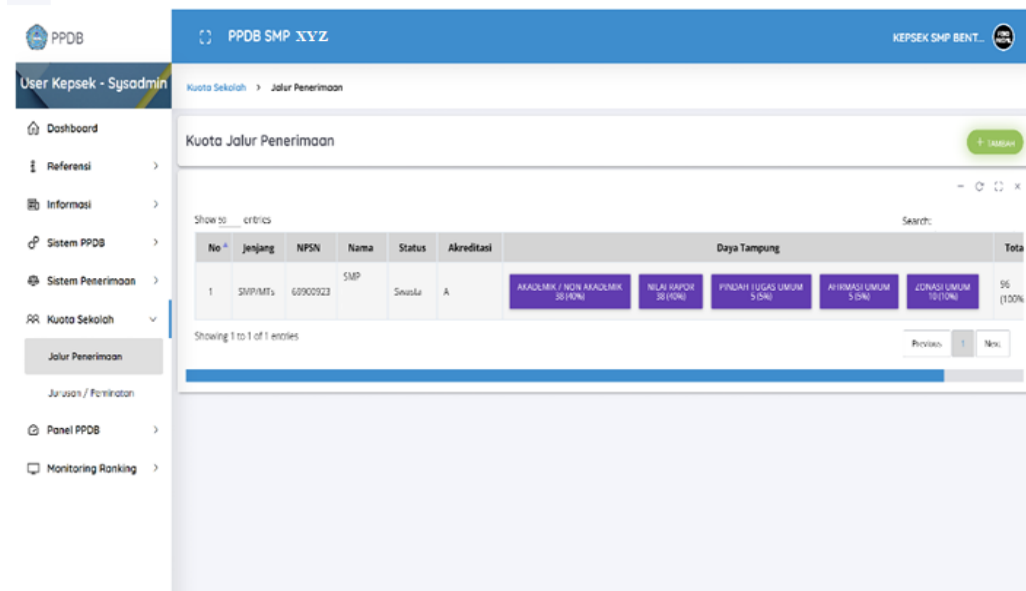 PPDB
PPDB SMP XYZ
KEPSEK SMP BENT...
User Kepsek - Sysadmin
Kuota Sekolah > Jalur Penerimaan
Dashboard
Referensi
Informasi
Sistem PPDB
Sistem Penerimaan
Kuota Sekolah
Jalur Penerimaan
Jurusan / Peminatan
Panel PPDB
Monitoring Ranking
Kuota Jalur Penerimaan
+ TAMBAH
Show 50 entries
Search:
No Jenjang NPSN Nama Status Akreditasi Daya Tampung Tota
1 SMP/MTs SMP Swasta A
AKADEMIK / NON AKADEMIK
38 (40%)
NILAI RAPOR
38 (40%)
PINDAH TUGAS UMUM
5 (5%)
AFIRMASI UMUM
5 (5%)
ZONASI UMUM
10 (10%)
96
(100%
Showing 1 to 1 of 1 entries
Previous 1 Next